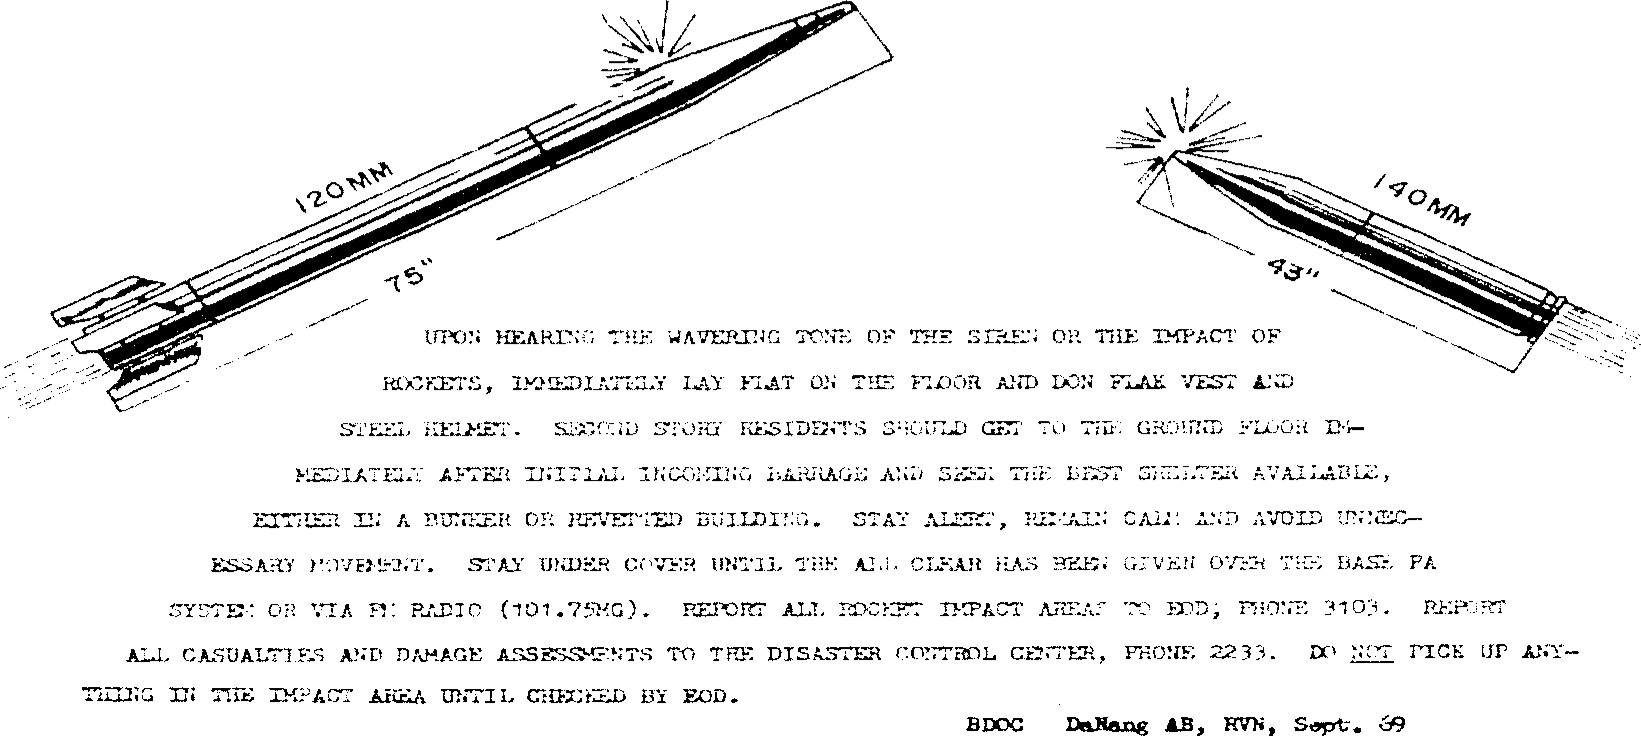 120MM
140MM
75"
43"
UPON HEARING THE WAVERING TONE OF THE SIREN OR THE IMPACT OF
ROCKETS, IMMEDIATELY LAY FLAT ON THE FLOOR AND DON FLAK VEST AND
STEEL HELMET.  SECOND STORY RESIDENTS SHOULD GET TO THE GROUND FLOOR IM-
MEDIATELY AFTER INITIAL INCOMING BARRAGE AND SEEK THE BEST SHELTER AVAILABLE,
EITHER IN A BUNKER OR REVETTED BUILDING.  STAY ALERT, REMAIN CALM AND AVOID UNNEC-
ESSARY MOVEMENT.  STAY UNDER COVER UNTIL THE ALL CLEAR HAS BEEN GIVEN OVER THE BASE PA
SYSTEM OR VIA FM RADIO (101.75MG).  REPORT ALL ROCKET IMPACT AREAS TO EOD; PHONE 3103.  REPORT
ALL CASUALTIES AND DAMAGE ASSESSMENTS TO THE DISASTER CONTROL CENTER, PHONE 2233.  DO NOT PICK UP ANY-
THING IN THE IMPACT AREA UNTIL CHECKED BY EOD.
BDOC   DaNang AB, RVN, Sept. 69